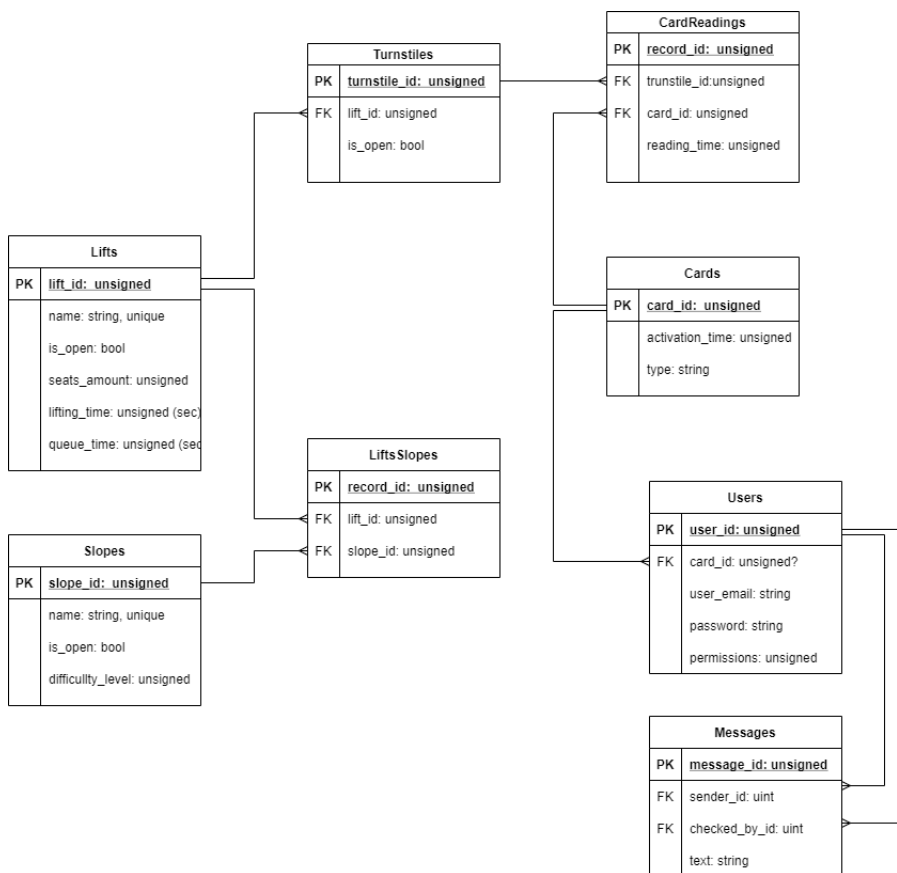 CardReadings
PK record_id: unsigned
FK trunstile_id:unsigned
FK card_id: unsigned
reading_time: unsigned
Turnstiles
PK turnstile_id: unsigned
FK lift_id: unsigned
is_open: bool
Lifts
PK lift_id: unsigned
name: string, unique
is_open: bool
seats_amount: unsigned
lifting_time: unsigned (sec)
queue_time: unsigned (sec
Cards
PK card_id: unsigned
activation_time: unsigned
type: string
LiftsSlopes
PK record_id: unsigned
FK lift_id: unsigned
FK slope_id: unsigned
Slopes
PK slope_id: unsigned
name: string, unique
is_open: bool
difficullty_level: unsigned
Users
PK user_id: unsigned
FK card_id: unsigned?
user_email: string
password: string
permissions: unsigned
Messages
PK message_id: unsigned
FK sender_id: uint
FK checked_by_id: uint
text: string